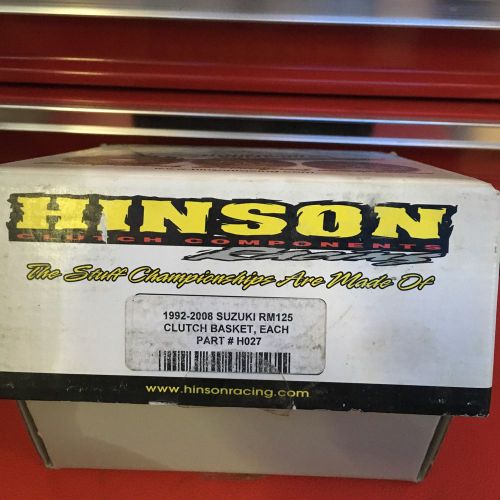 HINSON
CLUTCH COMPONENTS
Racing
The Stuff Championships Are Made Of
1992-2008 SUZUKI RM125
CLUTCH BASKET, EACH
PART # H027
www.hinsonracing.com